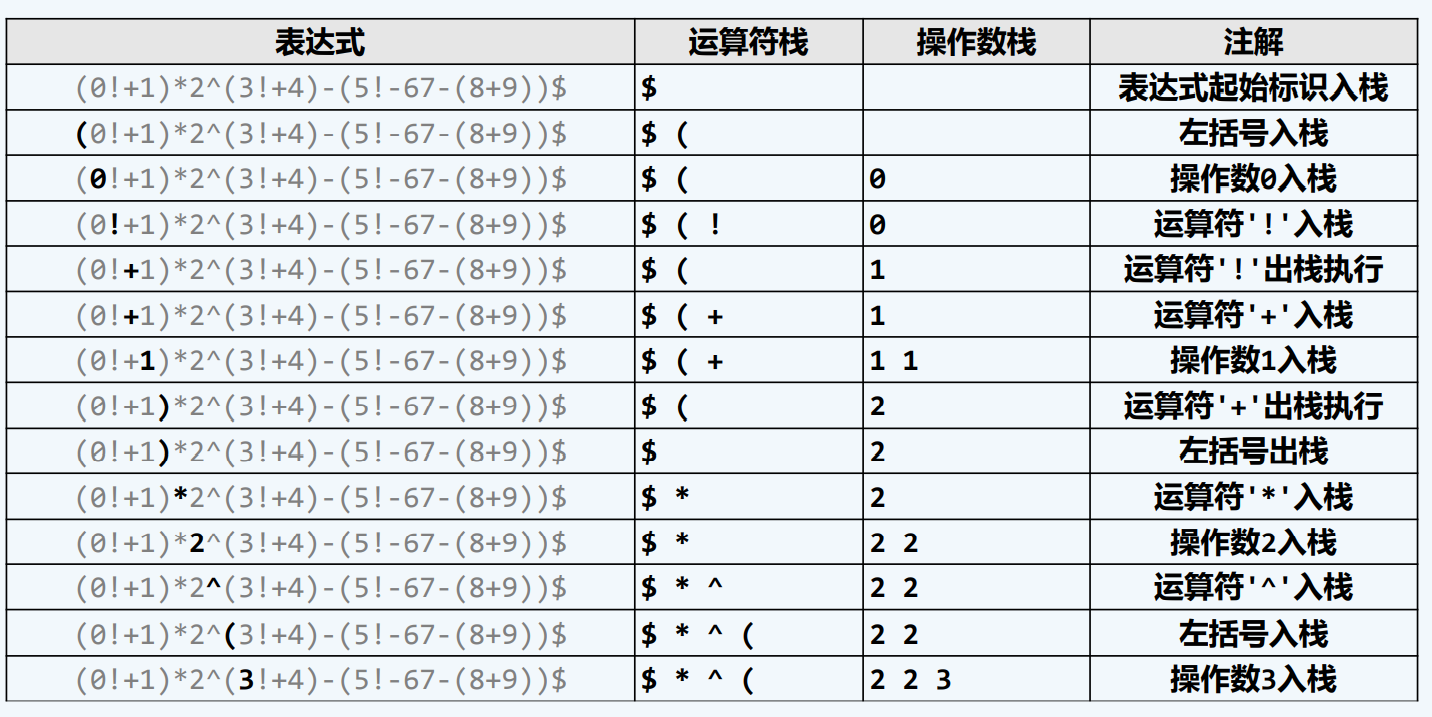 表达式 运算符栈 操作数栈 注解
(0!+1)*2^(3!+4)-(5!-67-(8+9))$ $ 表达式起始标识入栈
(0!+1)*2^(3!+4)-(5!-67-(8+9))$ $ ( 左括号入栈
(0!+1)*2^(3!+4)-(5!-67-(8+9))$ $ ( 0 操作数0入栈
(0!+1)*2^(3!+4)-(5!-67-(8+9))$ $ ( ! 0 运算符'!'入栈
(0!+1)*2^(3!+4)-(5!-67-(8+9))$ $ ( 1 运算符'!'出栈执行
(0!+1)*2^(3!+4)-(5!-67-(8+9))$ $ ( + 1 运算符'+'入栈
(0!+1)*2^(3!+4)-(5!-67-(8+9))$ $ ( + 1 1 操作数1入栈
(0!+1)*2^(3!+4)-(5!-67-(8+9))$ $ ( 2 运算符'+'出栈执行
(0!+1)*2^(3!+4)-(5!-67-(8+9))$ $ 2 左括号出栈
(0!+1)*2^(3!+4)-(5!-67-(8+9))$ $ * 2 运算符'*'入栈
(0!+1)*2^(3!+4)-(5!-67-(8+9))$ $ * 2 2 操作数2入栈
(0!+1)*2^(3!+4)-(5!-67-(8+9))$ $ * ^ 2 2 运算符'^'入栈
(0!+1)*2^(3!+4)-(5!-67-(8+9))$ $ * ^ ( 2 2 左括号入栈
(0!+1)*2^(3!+4)-(5!-67-(8+9))$ $ * ^ ( 2 2 3 操作数3入栈